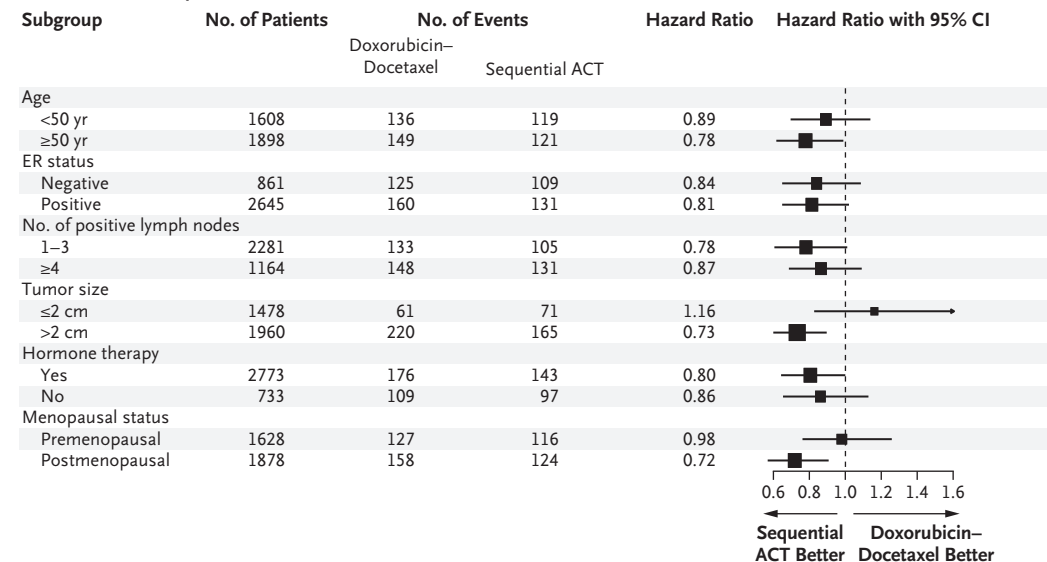 Subgroup No. of Patients No. of Events Hazard Ratio Hazard Ratio with 95% CI
Doxorubicin–
Docetaxel Sequential ACT
Age
<50 yr 1608 136 119 0.89
≥50 yr 1898 149 121 0.78
ER status
Negative 861 125 109 0.84
Positive 2645 160 131 0.81
No. of positive lymph nodes
1–3 2281 133 105 0.78
≥4 1164 148 131 0.87
Tumor size
≤2 cm 1478 61 71 1.16
>2 cm 1960 220 165 0.73
Hormone therapy
Yes 2773 176 143 0.80
No 733 109 97 0.86
Menopausal status
Premenopausal 1628 127 116 0.98
Postmenopausal 1878 158 124 0.72
0.6 0.8 1.0 1.2 1.4 1.6
Sequential Doxorubicin–
ACT Better Docetaxel Better